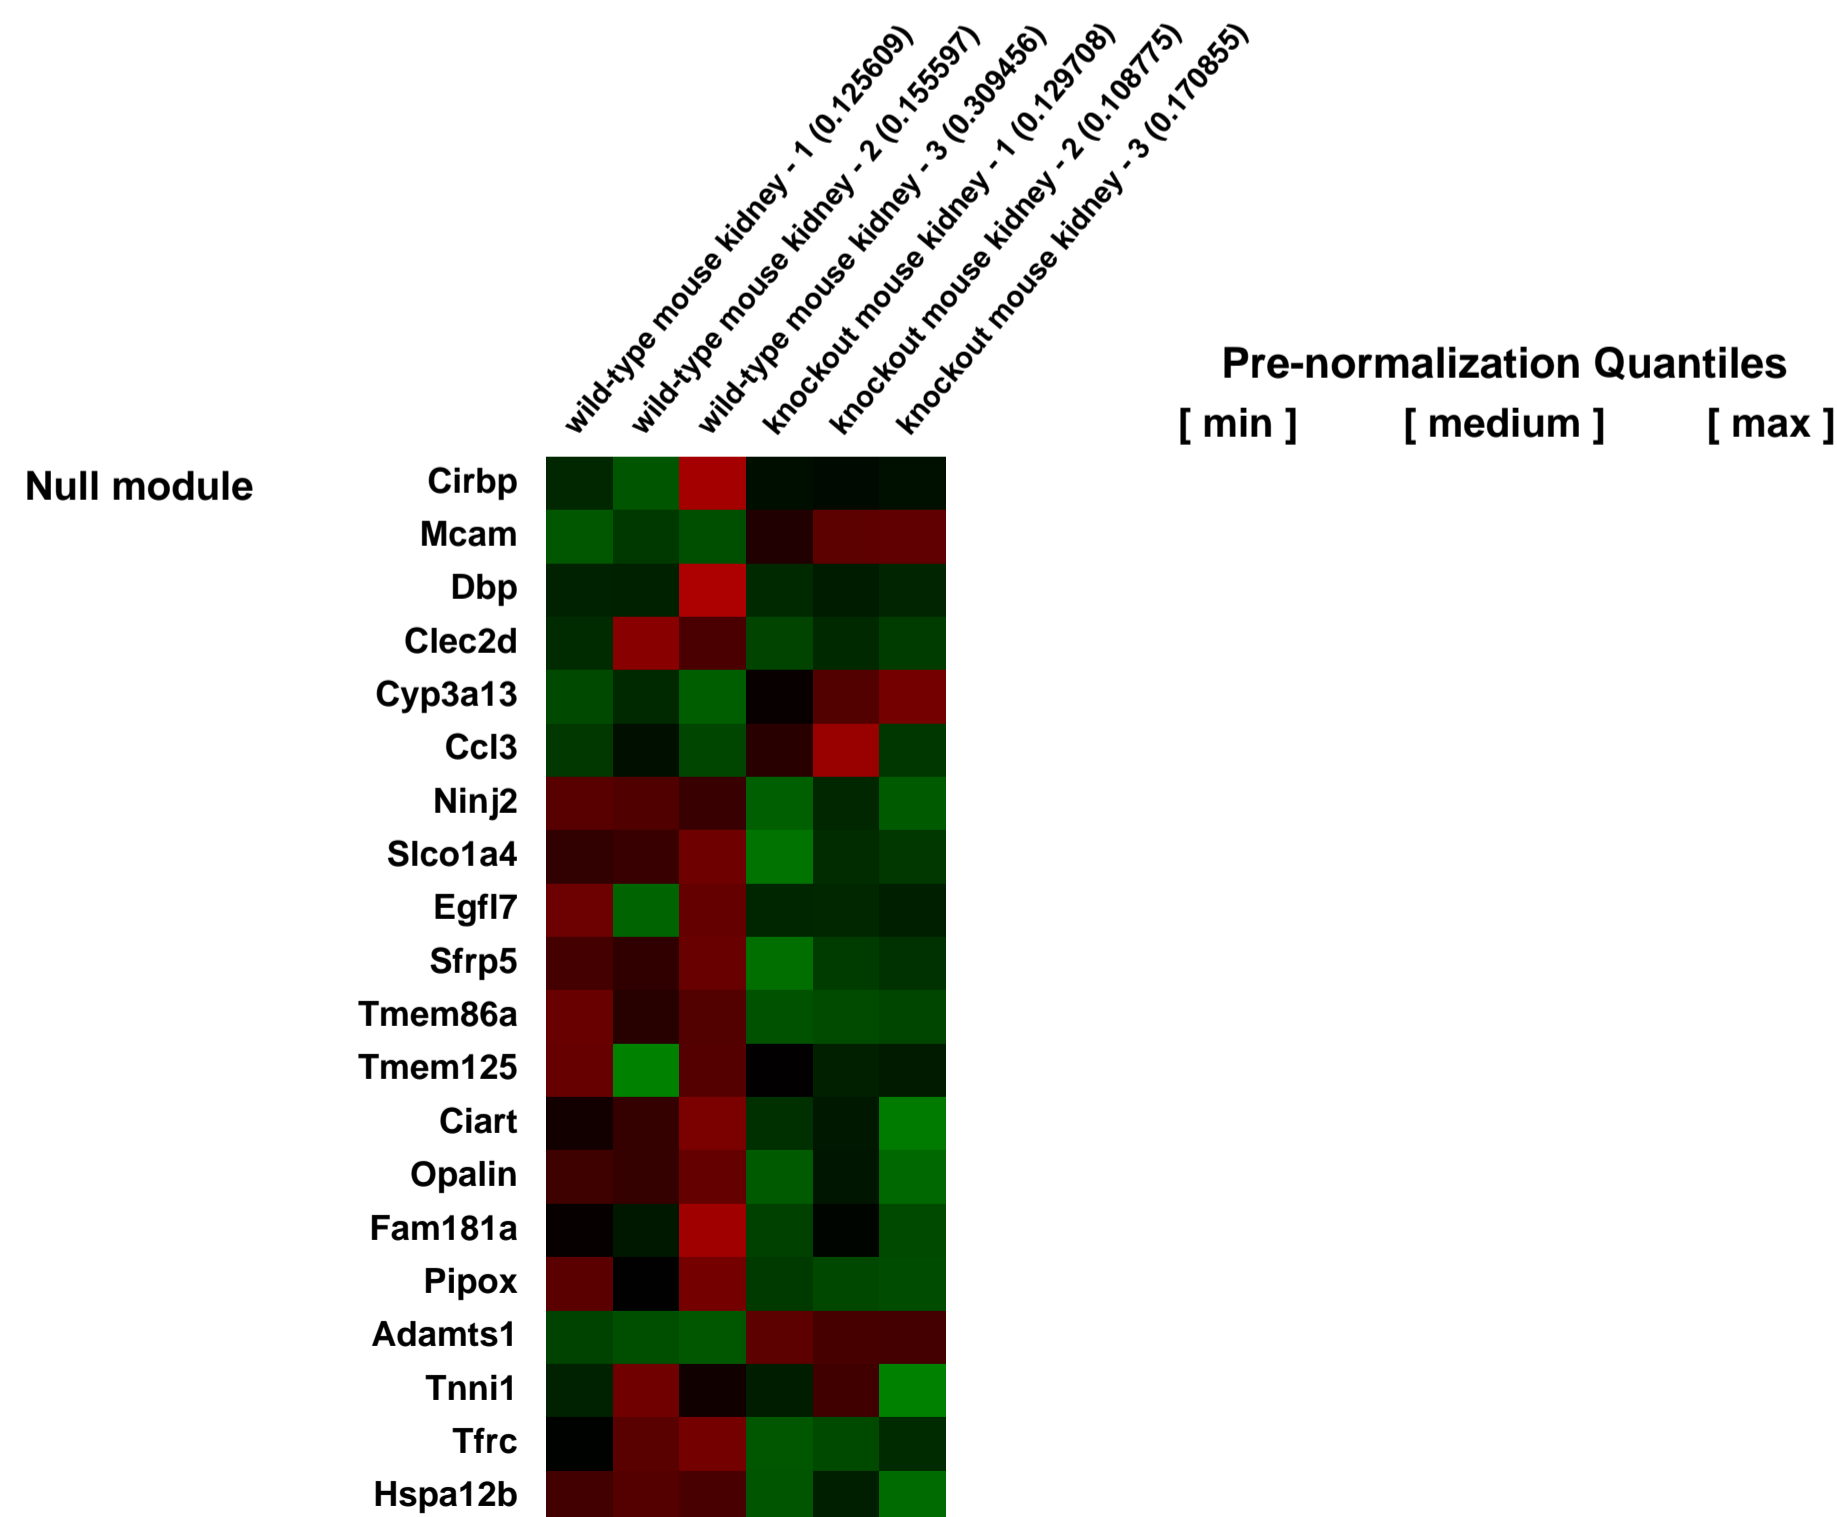 wild-type mouse kidney - 1 (0.125609)
wild-type mouse kidney - 2 (0.155597)
wild-type mouse kidney - 3 (0.309456)
knockout mouse kidney - 1 (0.129708)
knockout mouse kidney - 2 (0.108775)
knockout mouse kidney - 3 (0.170855)
Pre-normalization Quantiles
[ min ] [ medium ] [ max ]
Null module
Cirbp
Mcam
Dbp
Clec2d
Cyp3a13
Ccl3
Ninj2
Slco1a4
Egfl7
Sfrp5
Tmem86a
Tmem125
Ciart
Opalin
Fam181a
Pipox
Adamts1
Tnni1
Tfrc
Hspa12b